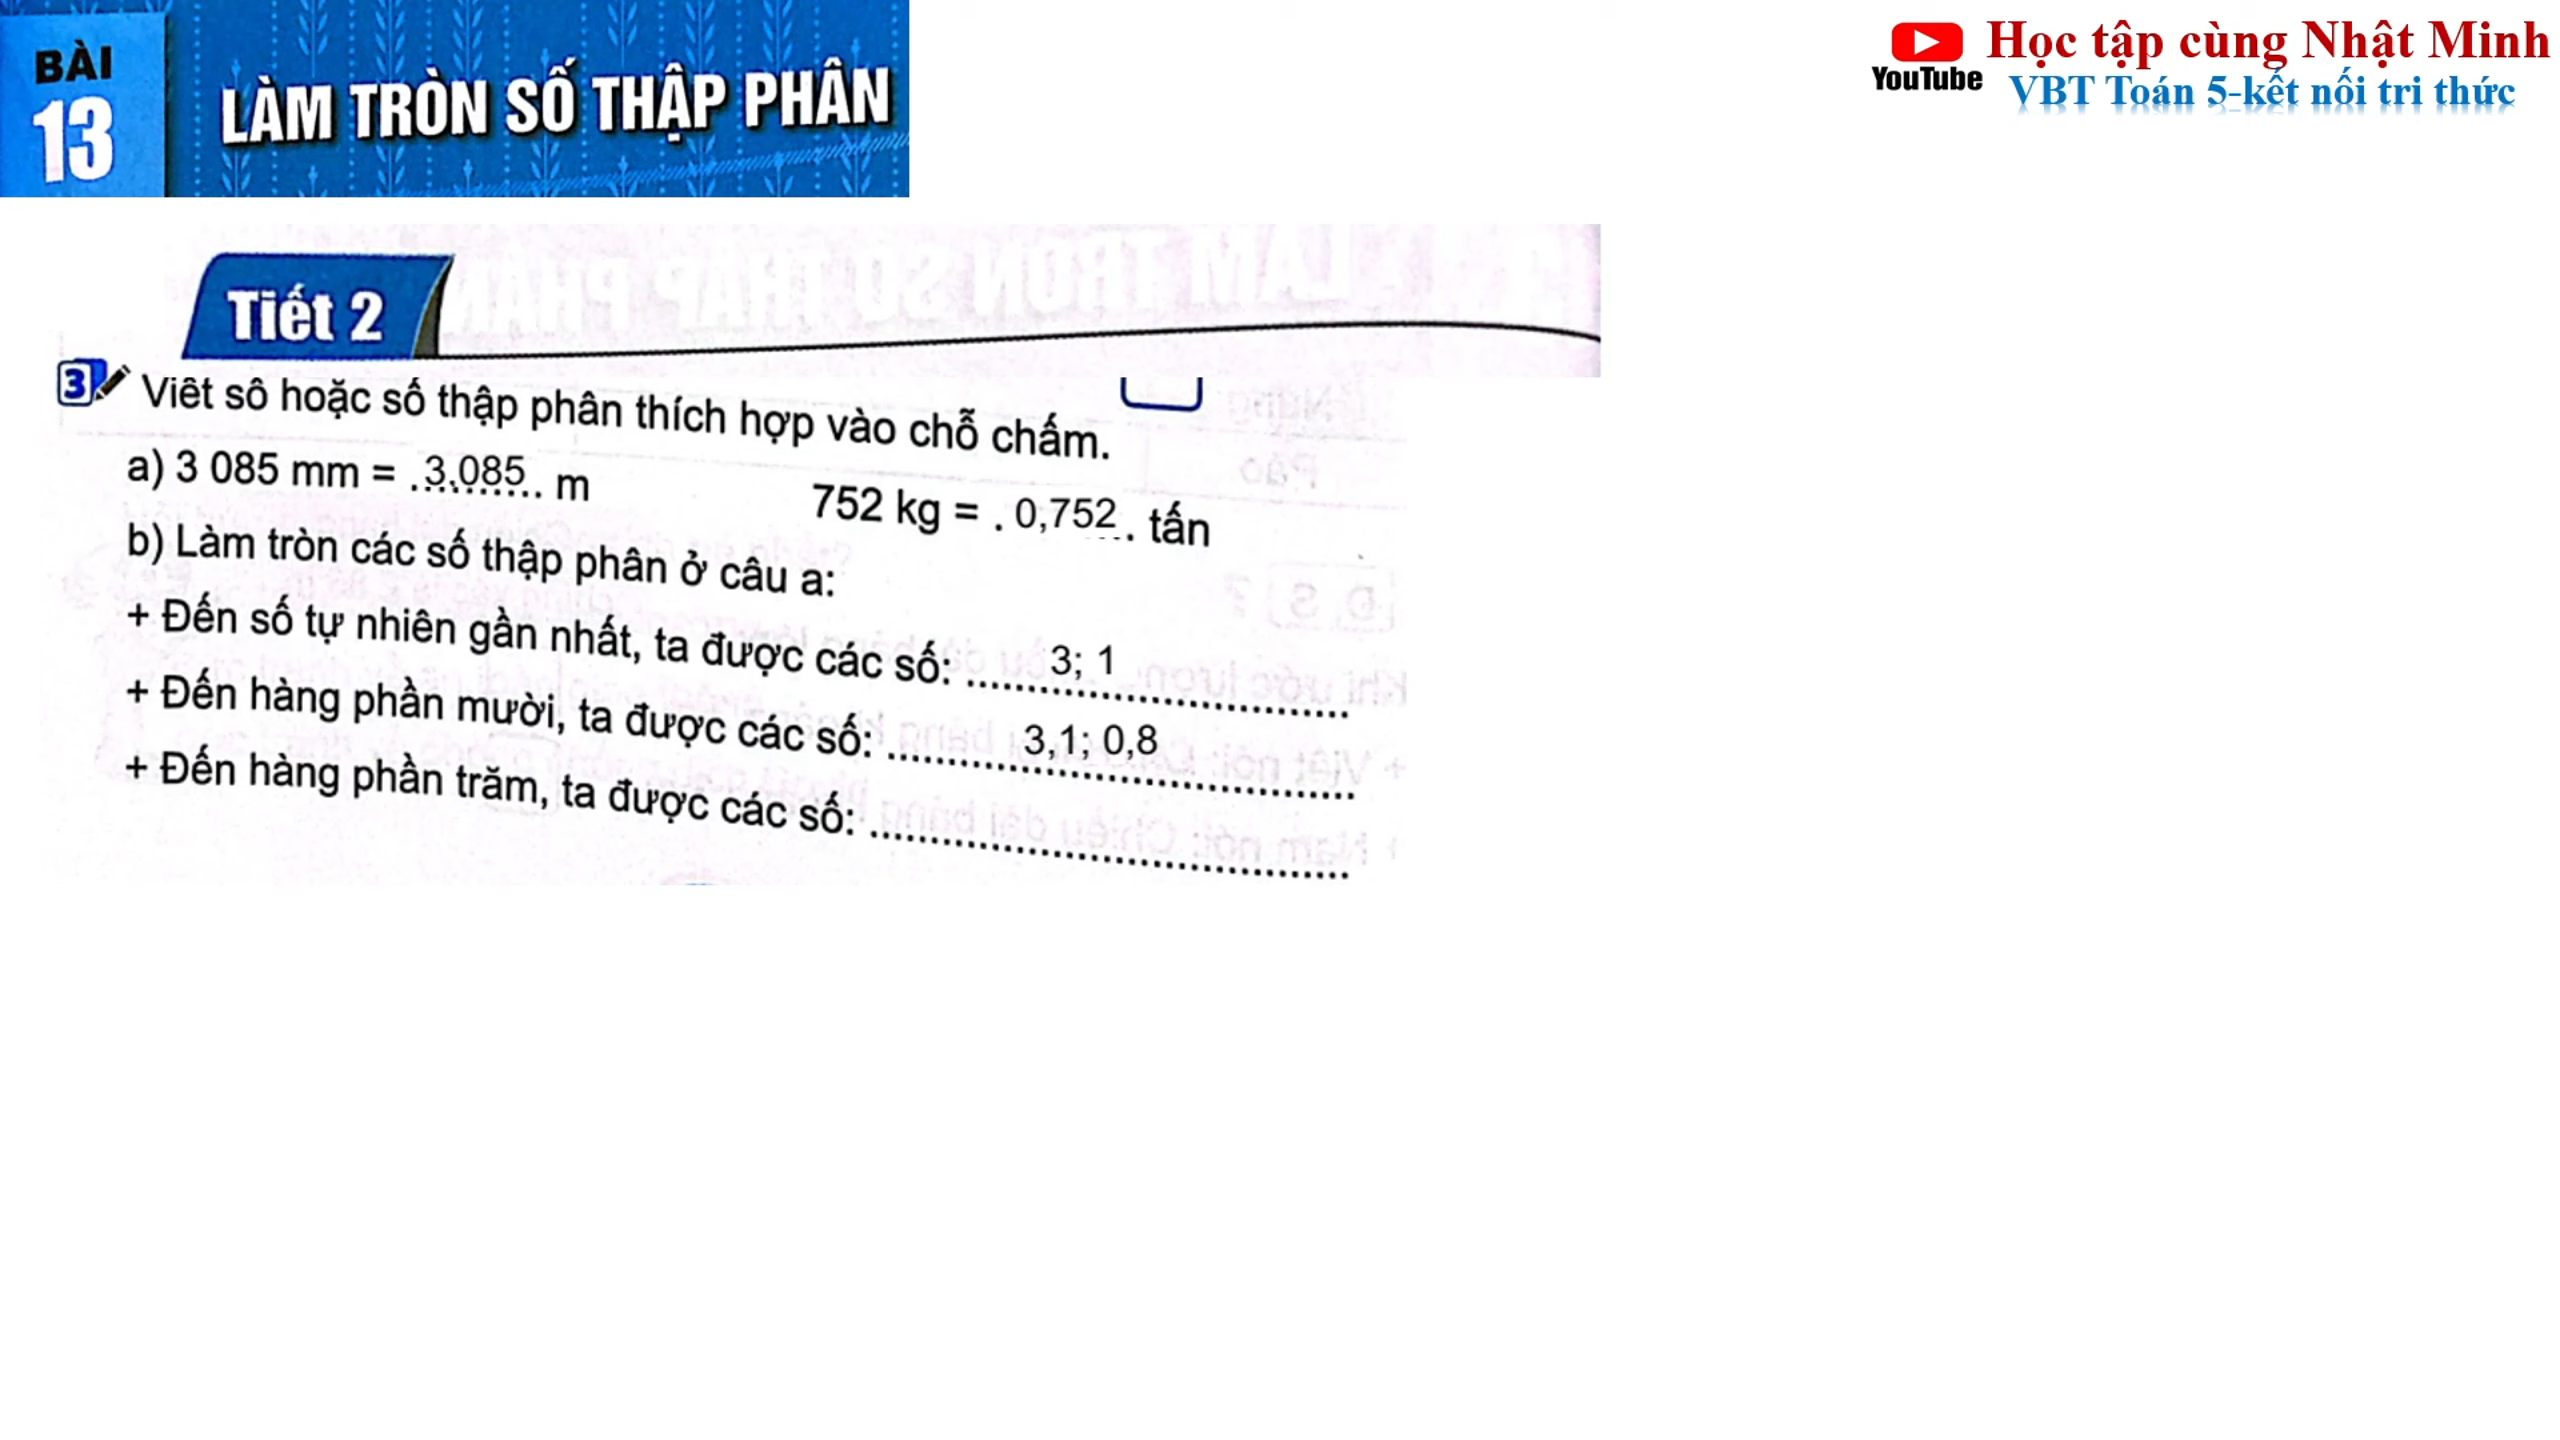 BÀI
13
LÀM TRÒN SỐ THẬP PHÂN
YouTube
Học tập cùng Nhật Minh
VBT Toán 5-kết nối tri thức
Tiết 2
3 Viêt sô hoặc số thập phân thích hợp vào chỗ chấm.
a) 3 085 mm = .3,085.. m
752 kg = . 0,752 . tấn
b) Làm tròn các số thập phân ở câu a:
+ Đến số tự nhiên gần nhất, ta được các số: 3; 1
+ Đến hàng phần mười, ta được các số: 3,1; 0,8
+ Đến hàng phần trăm, ta được các số: ........................................